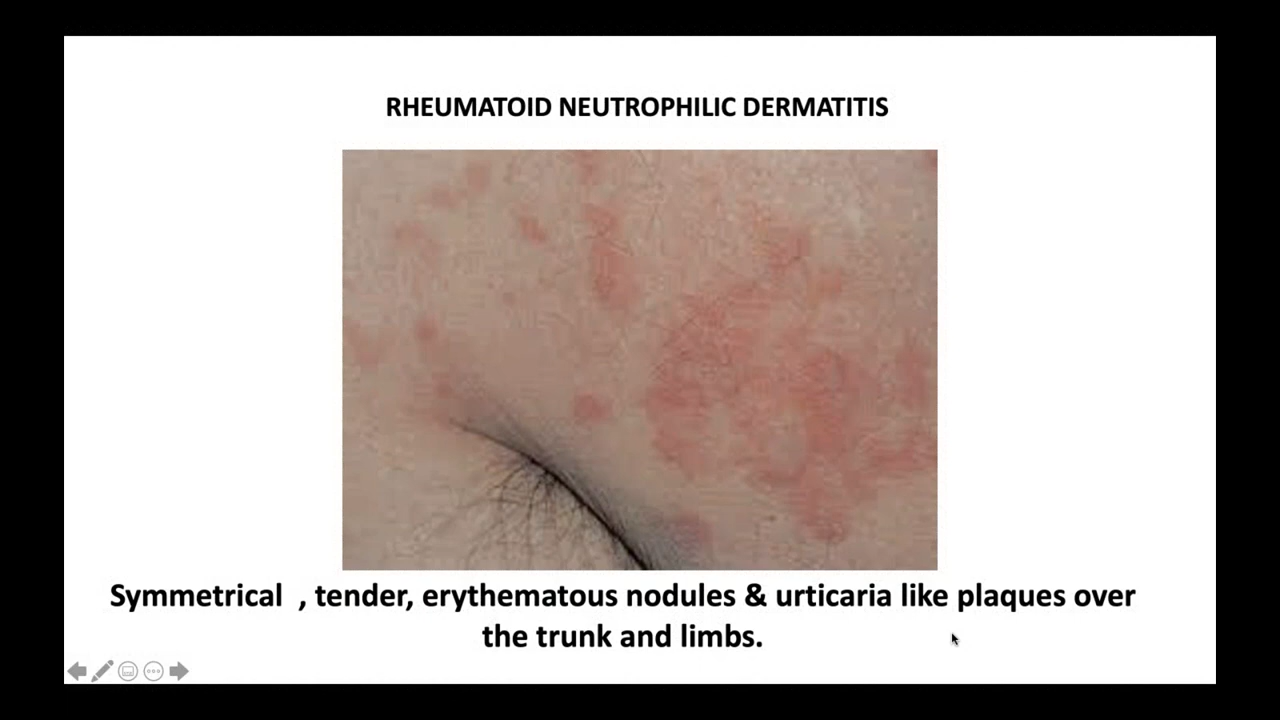 RHEUMATOID NEUTROPHILIC DERMATITIS
Symmetrical , tender, erythematous nodules & urticaria like plaques over
the trunk and limbs.